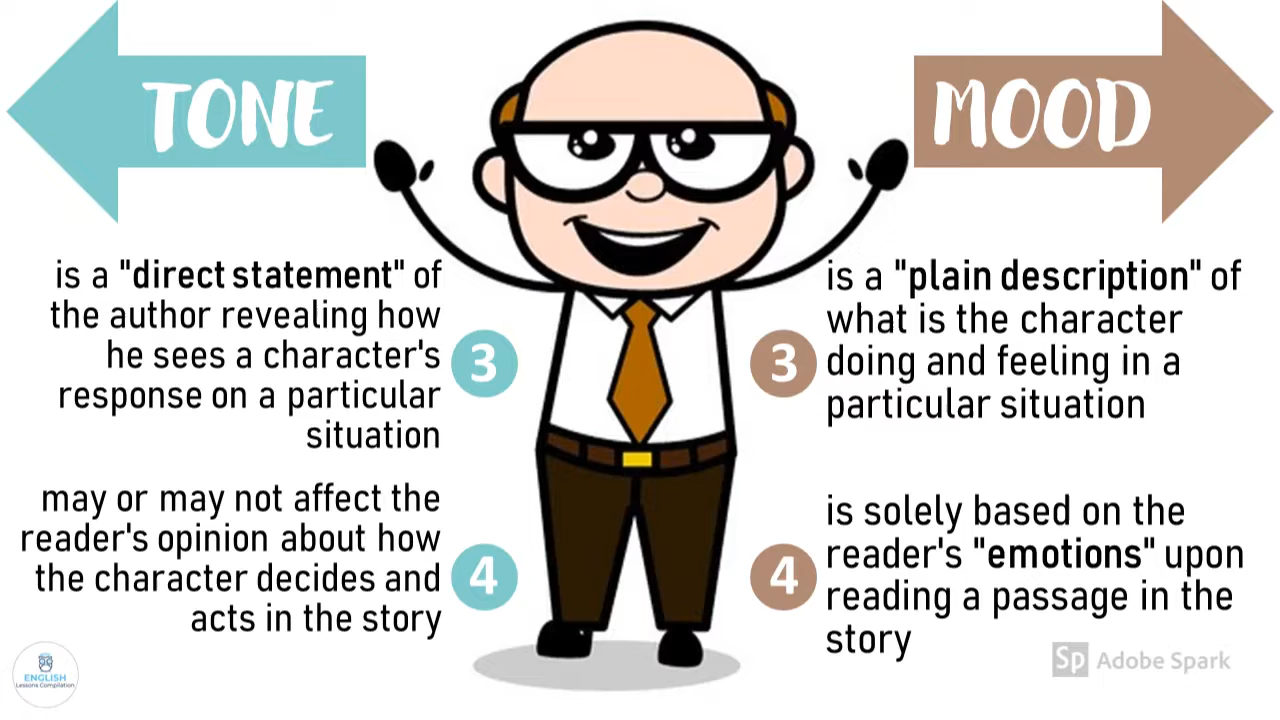 TONE
MOOD
is a "direct statement" of
the author revealing how
he sees a character's
response on a particular
situation
3
may or may not affect the
reader's opinion about how
the character decides and
acts in the story
4
3
is a "plain description" of
what is the character
doing and feeling in a
particular situation
4
is solely based on the
reader's "emotions" upon
reading a passage in the
story
ENGLISH
Lessons Compilation
Sp Adobe Spark